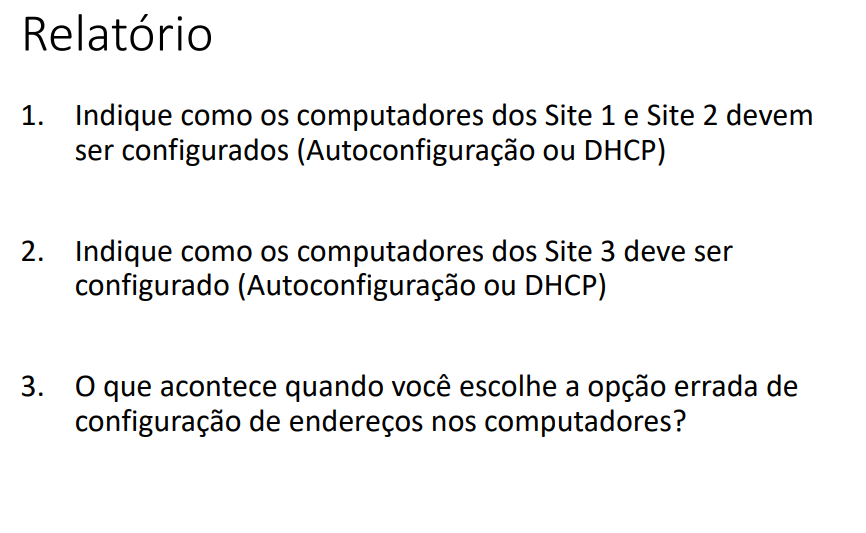 Relatório
1. Indique como os computadores dos Site 1 e Site 2 devem
ser configurados (Autoconfiguração ou DHCP)
2. Indique como os computadores dos Site 3 deve ser
configurado (Autoconfiguração ou DHCP)
3. O que acontece quando você escolhe a opção errada de
configuração de endereços nos computadores?